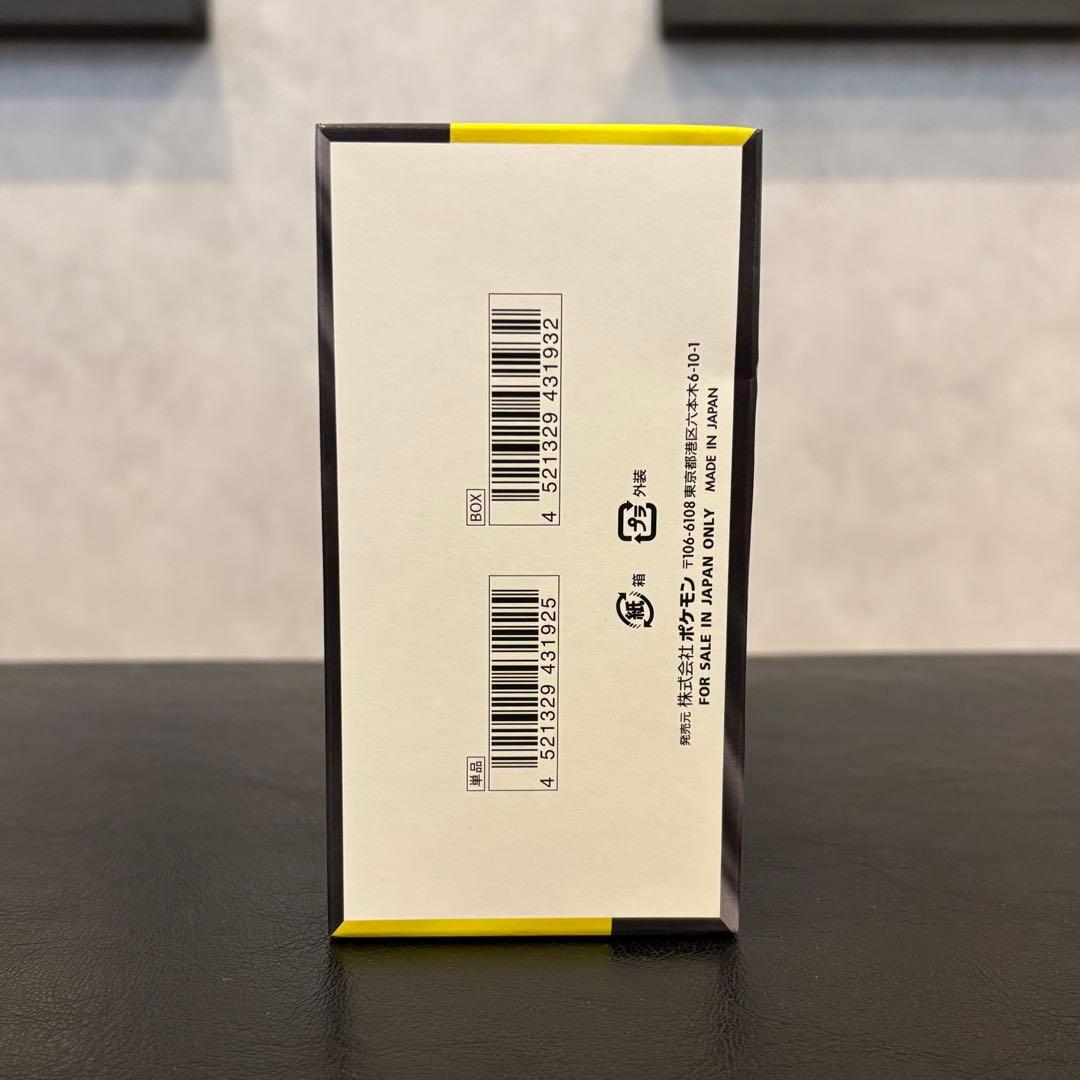 単品
4 521329 431925
BOX
4 521329 431932
紙 箱
プラ 外装
発売元 株式会社ポケモン 〒106-6108 東京都港区六本木6-10-1
FOR SALE IN JAPAN ONLY MADE IN JAPAN